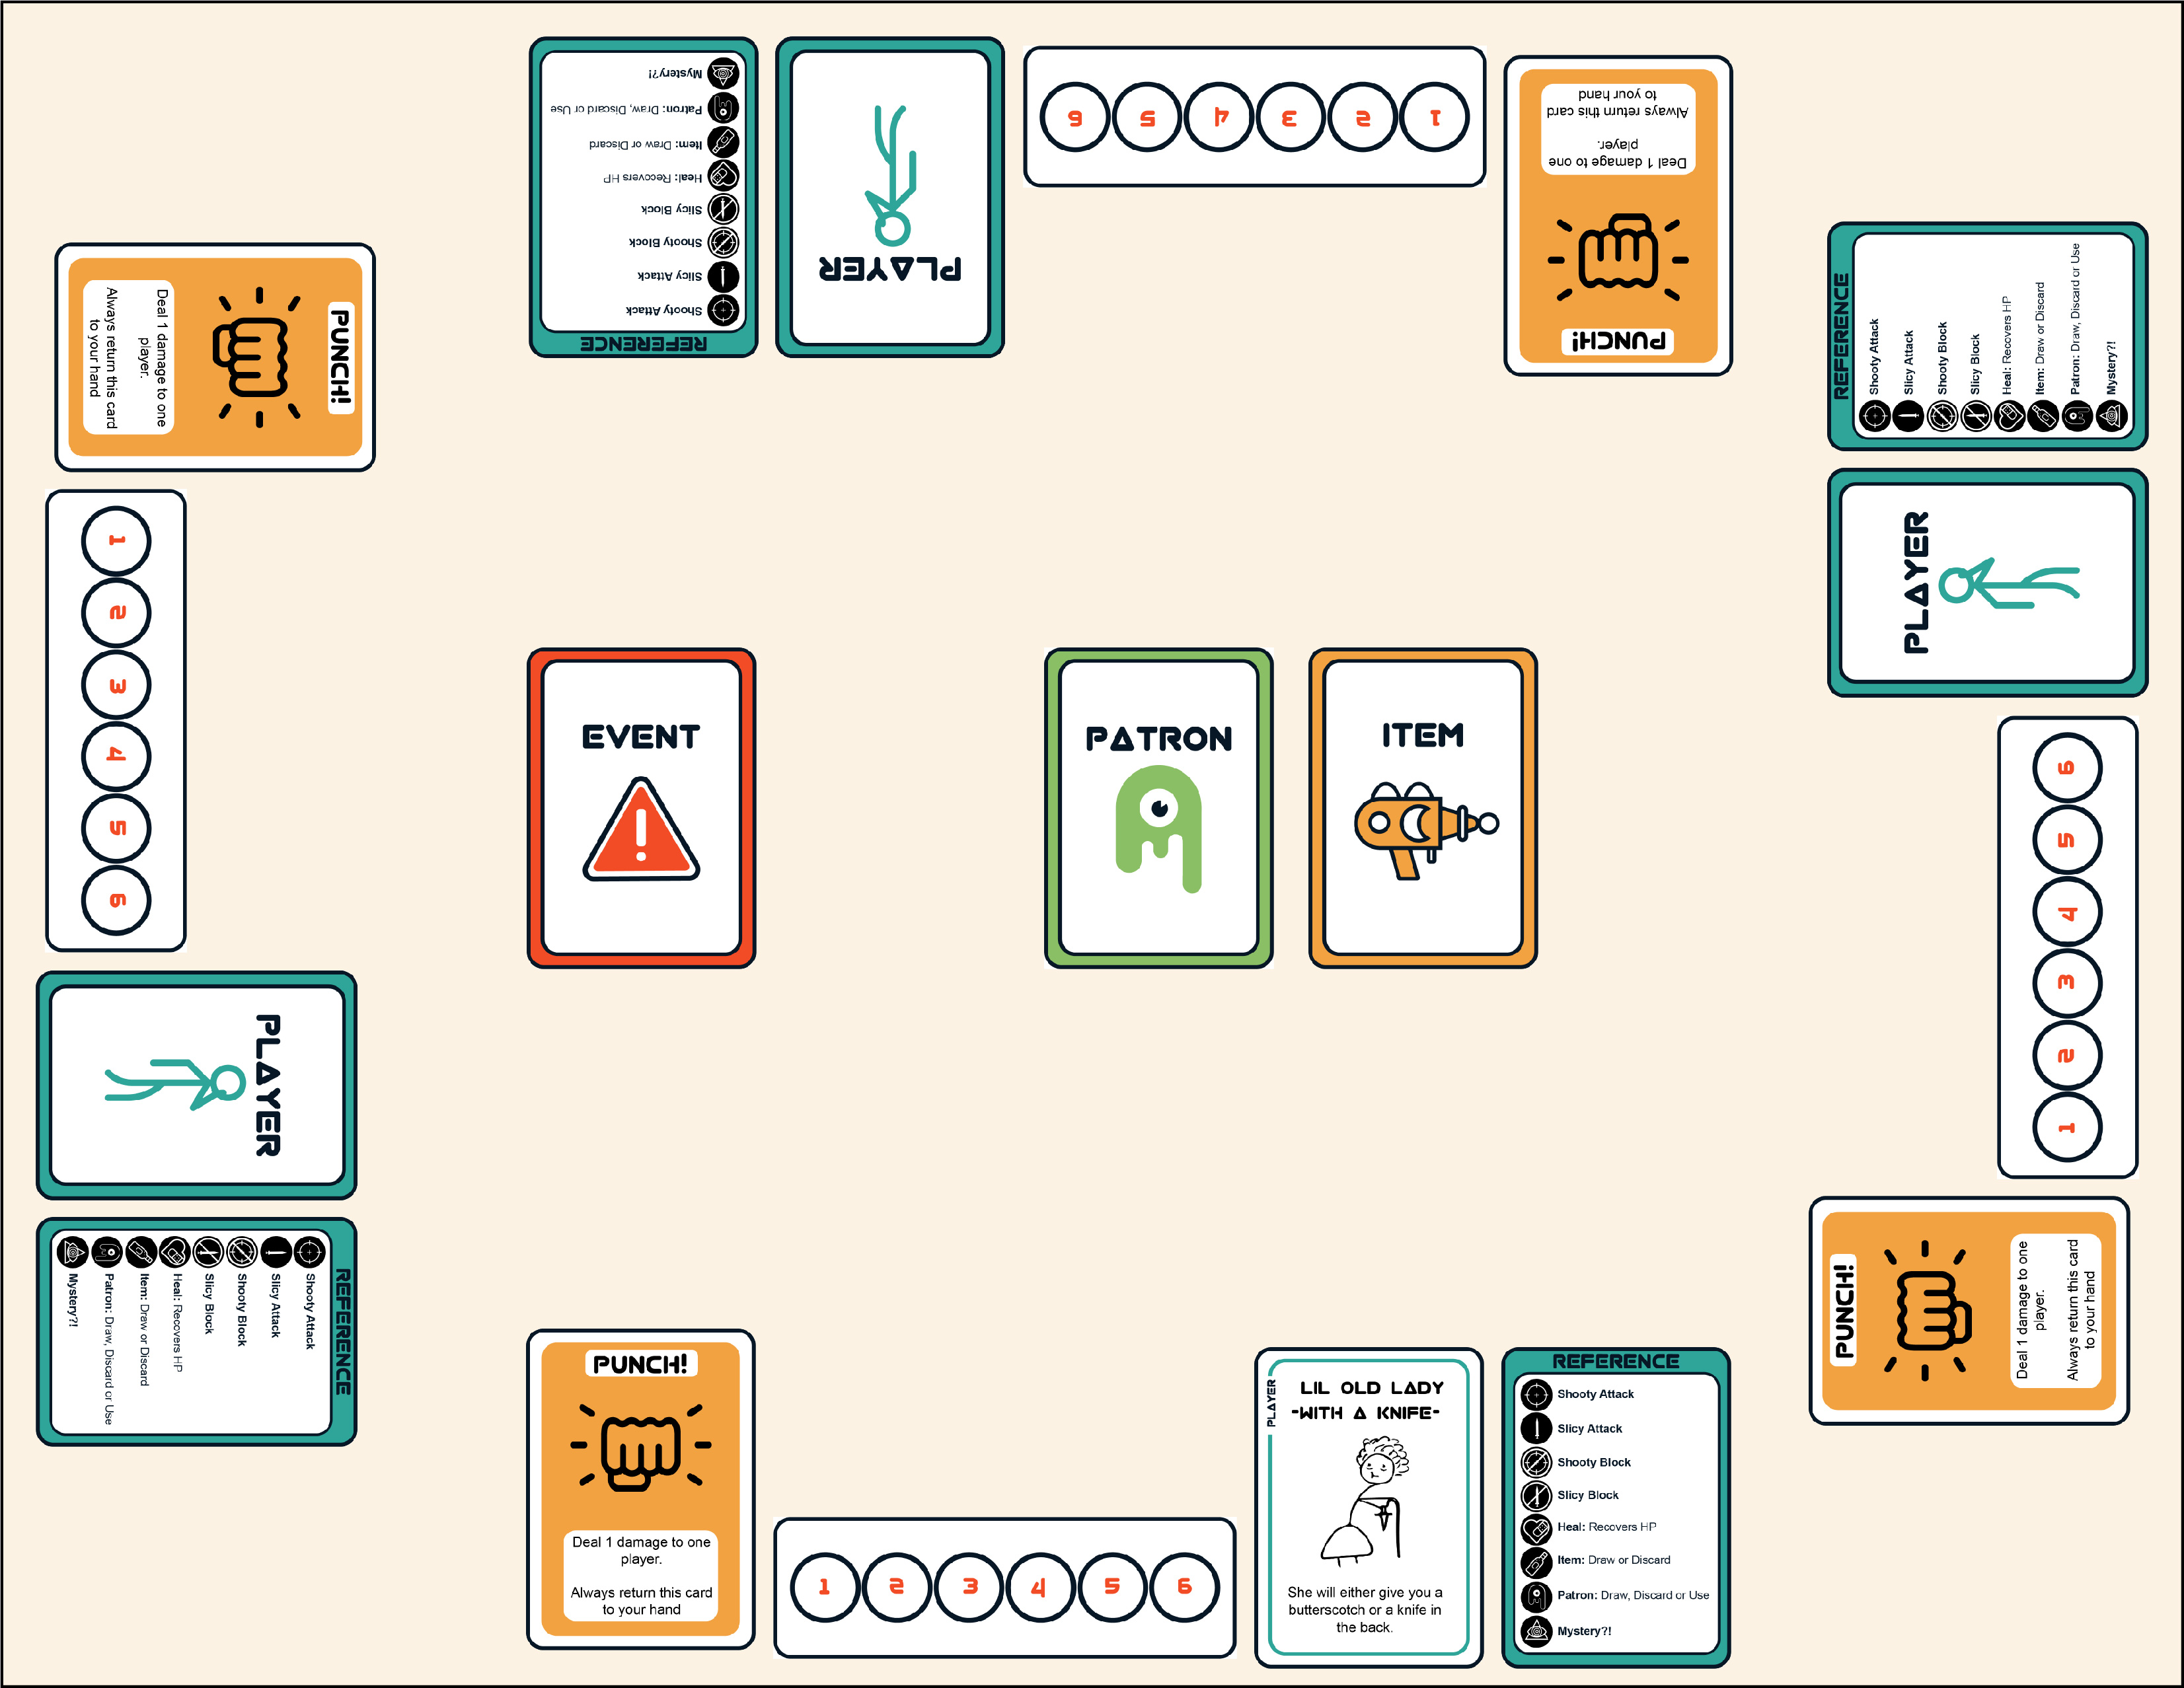 Mystery?!
Patron: Draw, Discard or Use
Item: Draw or Discard
Heal: Recovers HP
Slicy Block
Shooty Block
Slicy Attack
Shooty Attack
REFERENCE
PLAYER
6 5 4 3 2 1
PUNCH!
Deal 1 damage to one
player.
Always return this card
to your hand
PUNCH!
Deal 1 damage to one
player.
Always return this card
to your hand
REFERENCE
Shooty Attack
Slicy Attack
Shooty Block
Slicy Block
Heal: Recovers HP
Item: Draw or Discard
Patron: Draw, Discard or Use
Mystery?!
PLAYER
1
2
3
4
5
6
EVENT
PATRON
ITEM
6
5
4
3
2
1
PLAYER
REFERENCE
Shooty Attack
Slicy Attack
Shooty Block
Slicy Block
Heal: Recovers HP
Item: Draw or Discard
Patron: Draw, Discard or Use
Mystery?!
PUNCH!
Deal 1 damage to one
player.
Always return this card
to your hand
PUNCH!
Deal 1 damage to one
player.
Always return this card
to your hand
1 2 3 4 5 6
PLAYER
LIL OLD LADY
-WITH A KNIFE-
She will either give you a
butterscotch or a knife in
the back.
REFERENCE
Shooty Attack
Slicy Attack
Shooty Block
Slicy Block
Heal: Recovers HP
Item: Draw or Discard
Patron: Draw, Discard or Use
Mystery?!